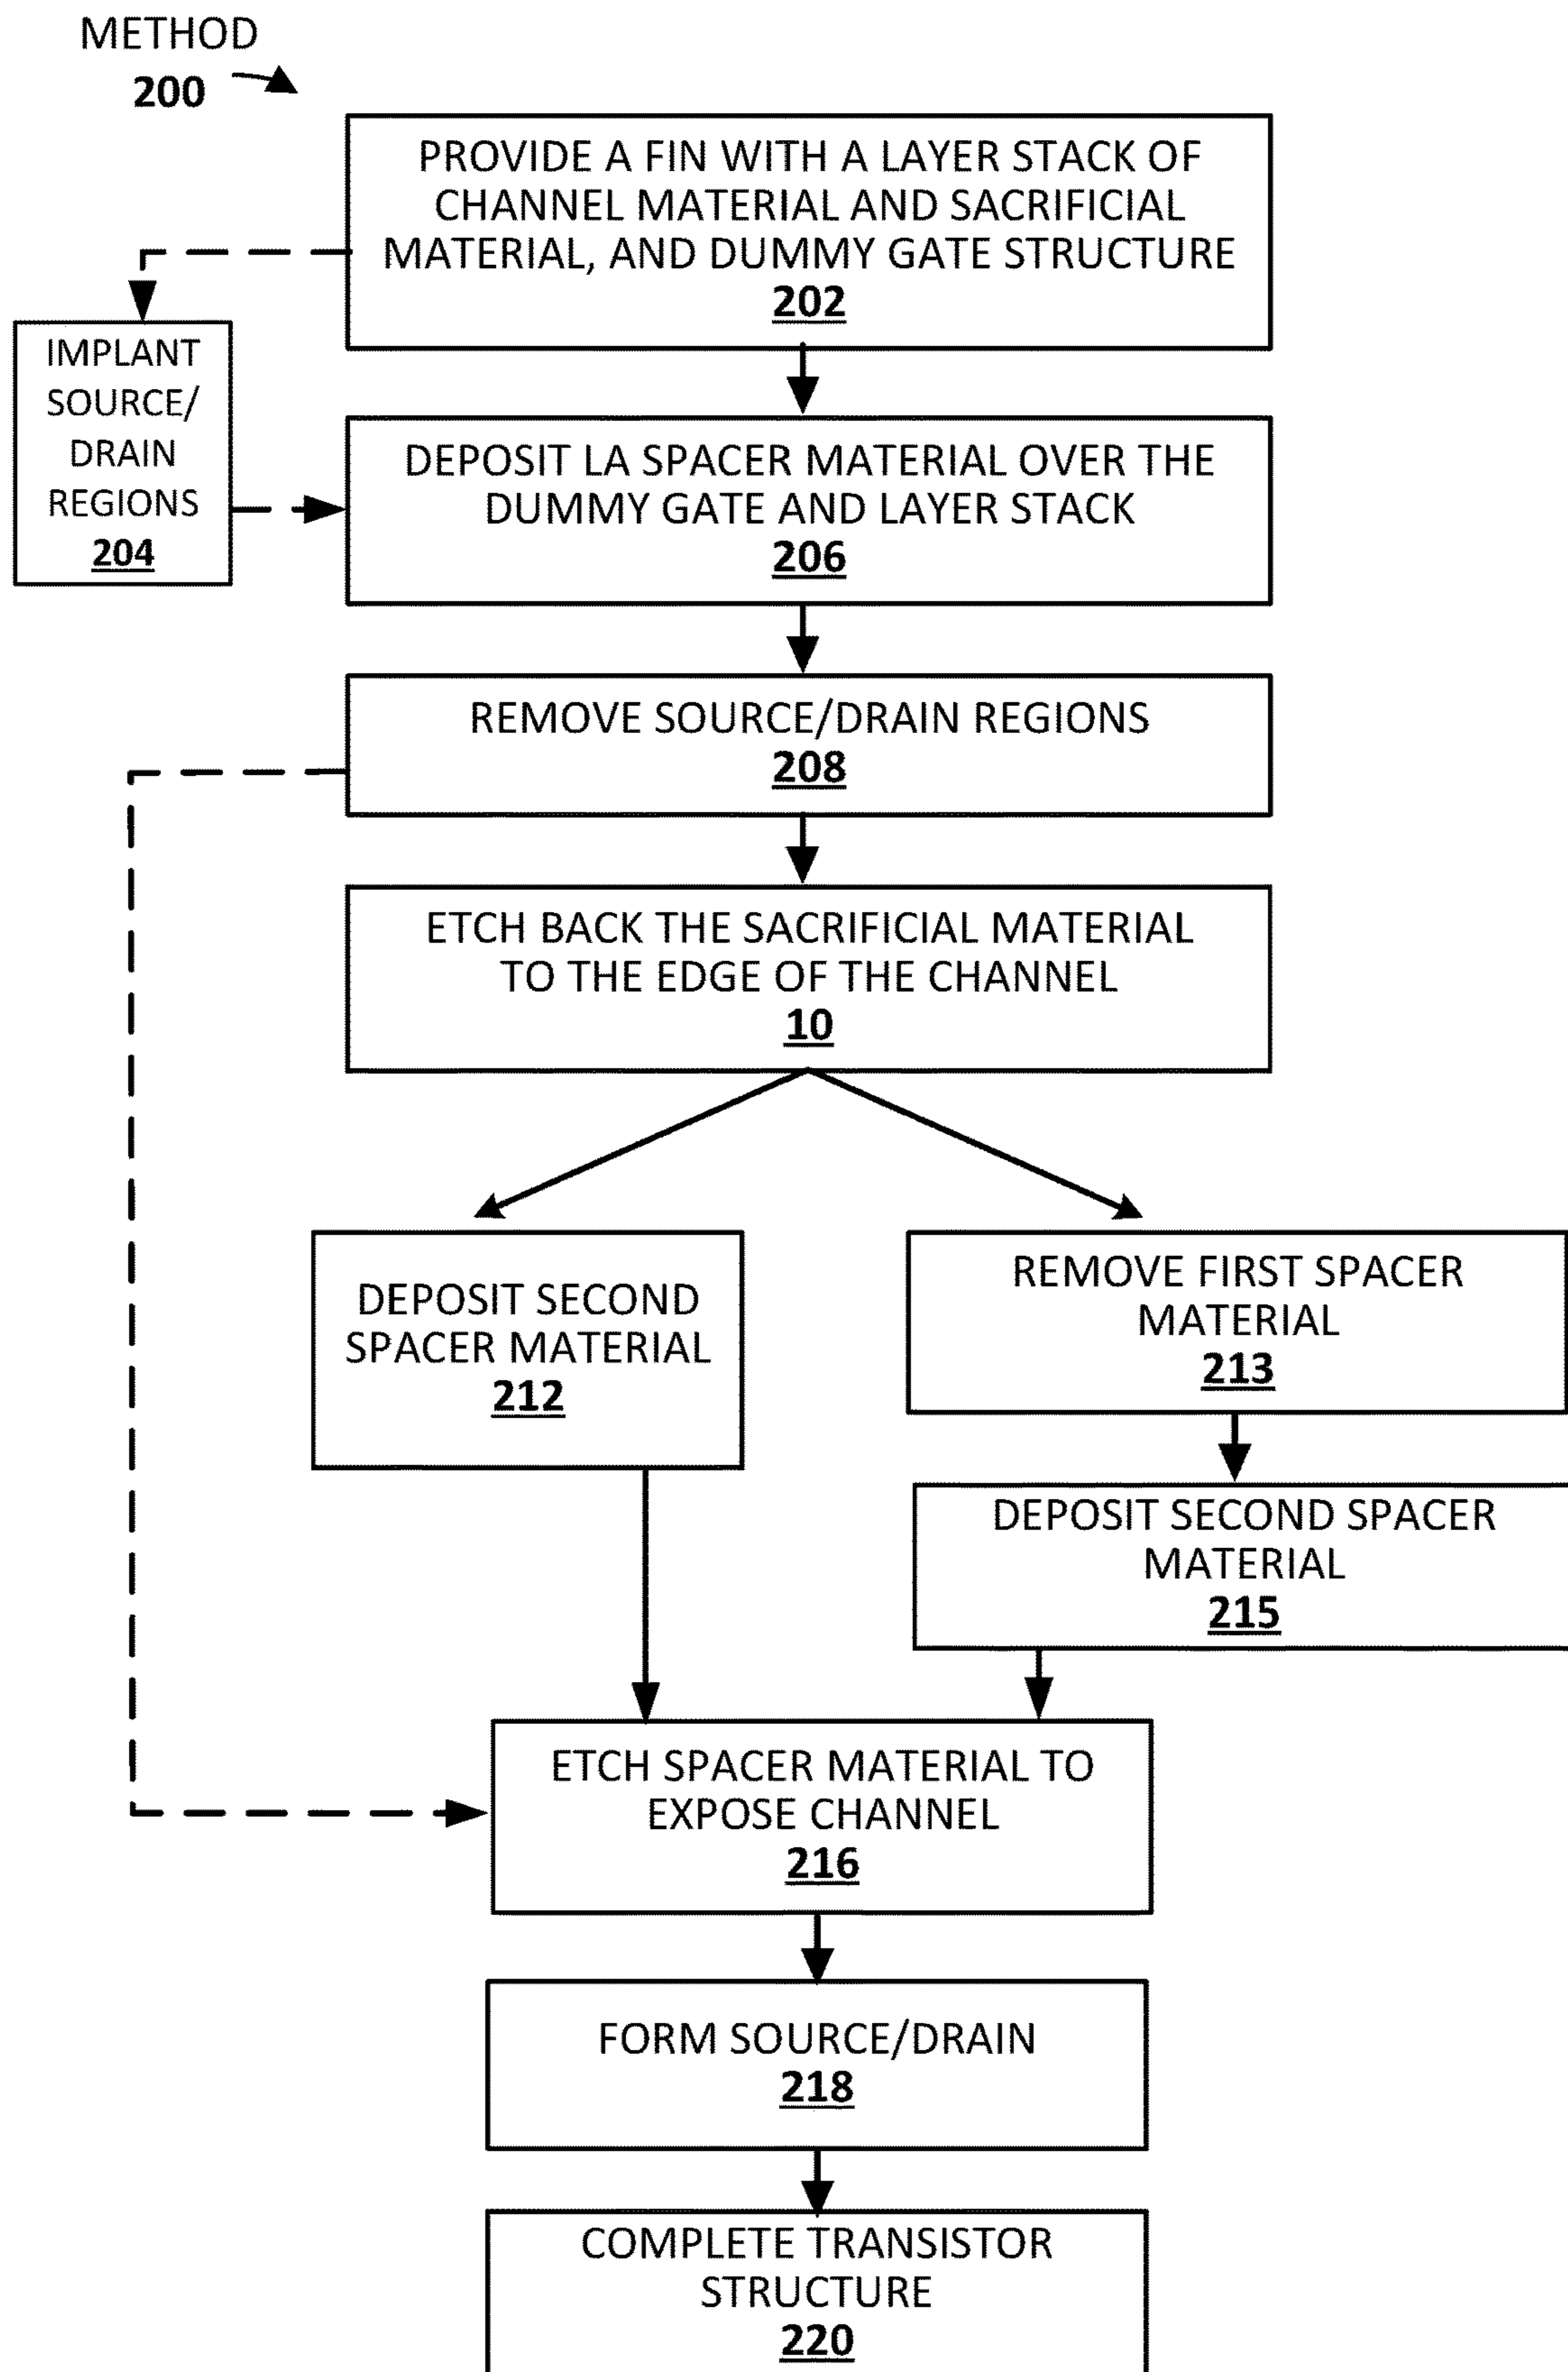 METHOD
200
PROVIDE A FIN WITH A LAYER STACK OF
CHANNEL MATERIAL AND SACRIFICIAL
MATERIAL, AND DUMMY GATE STRUCTURE
202
IMPLANT
SOURCE/
DRAIN
REGIONS
204
DEPOSIT LA SPACER MATERIAL OVER THE
DUMMY GATE AND LAYER STACK
206
REMOVE SOURCE/DRAIN REGIONS
208
ETCH BACK THE SACRIFICIAL MATERIAL
TO THE EDGE OF THE CHANNEL
10
DEPOSIT SECOND
SPACER MATERIAL
212
REMOVE FIRST SPACER
MATERIAL
213
DEPOSIT SECOND SPACER
MATERIAL
215
ETCH SPACER MATERIAL TO
EXPOSE CHANNEL
216
FORM SOURCE/DRAIN
218
COMPLETE TRANSISTOR
STRUCTURE
220